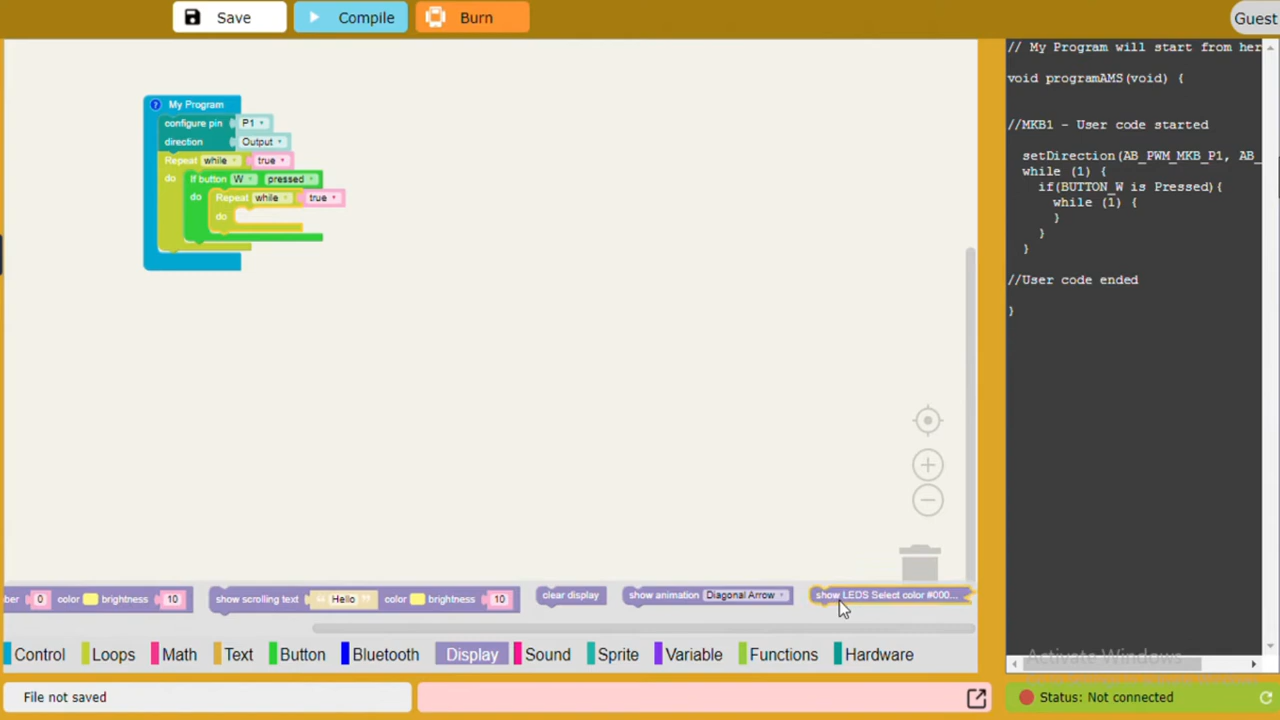 Save Compile Burn Guest
My Program
configure pin P1
direction Output
Repeat while true
do If button W pressed
do Repeat while true
do
// My Program will start from her
void programAMS(void) {
//MKB1 - User code started
setDirection(AB_PWM_MKB_P1, AB_
while (1) {
if(BUTTON_W is Pressed){
while (1) {
}
}
}
//User code ended
}
ber 0 color brightness 10 show scrolling text “ Hello ” color brightness 10 clear display show animation Diagonal Arrow show LEDS Select color #000...
Control Loops Math Text Button Bluetooth Display Sound Sprite Variable Functions Hardware
Activate Windows
File not saved Status: Not connected